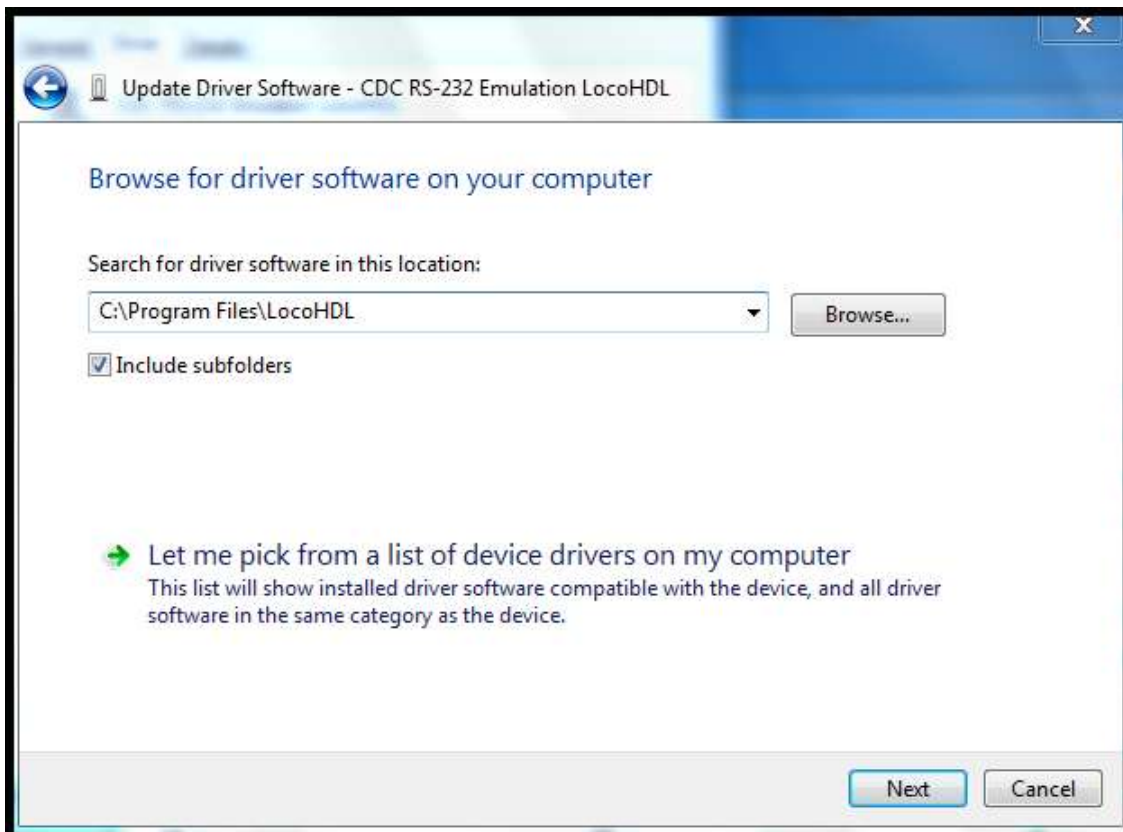 Update Driver Software - CDC RS-232 Emulation LocoHDL
Browse for driver software on your computer
Search for driver software in this location:
C:\Program Files\LocoHDL
Browse...
Include subfolders
Let me pick from a list of device drivers on my computer
This list will show installed driver software compatible with the device, and all driver
software in the same category as the device.
Next
Cancel